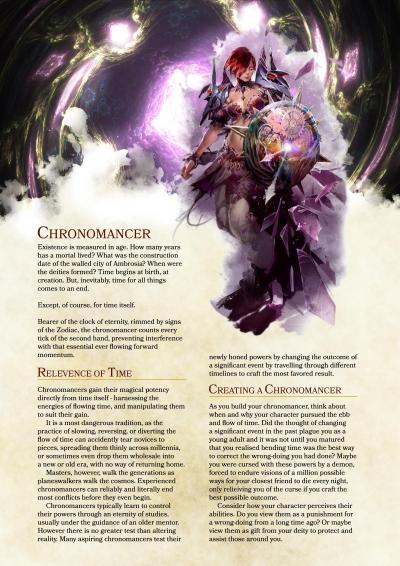 CHRONOMANCER
Existence is measured in age. How many years
has a mortal lived? What was the construction
date of the walled city of Ambrosia? When were
the deities formed? Time begins at birth, at
creation. But, inevitably, time for all things
comes to an end.
Except, of course, for time itself.
Bearer of the clock of eternity, rimmed by signs
of the Zodiac, the chronomancer counts every
tick of the second hand, preventing interference
with that essential ever flowing forward
momentum.
RELEVENCE OF TIME
Chronomancers gain their magical potency
directly from time itself - harnessing the
energies of flowing time, and manipulating them
to suit their gain.
It is a most dangerous tradition, as the
practice of slowing, reversing, or diverting the
flow of time can accidently tear novices to
pieces, spreading them thinly across millennia,
or sometimes even drop them wholesale into
a new or old era, with no way of returning home.
Masters, however, walk the generations as
planeswalkers walk the cosmos. Experienced
chronomancers can reliably and literally end
most conflicts before they even begin.
Chronomancers typically learn to control
their powers through an eternity of studies,
usually under the guidance of an older mentor.
However there is no greater test than altering
reality. Many aspiring chronomancers test their
newly honed powers by changing the outcome of
a significant event by travelling through different
timelines to craft the most favored result.
CREATING A CHRONOMANCER
As you build your chronomancer, think about
when and why your character pursued the ebb
and flow of time. Did the thought of changing
a significant event in the past plague you as a
young adult and it was not until you matured
that you realised bending time was the best way
to correct the wrong-doing you had done? Maybe
you were cursed with these powers by a demon,
forced to endure visions of a million possible
ways for your closest friend to die every night,
only relieiving you of the curse if you craft the
best possible outcome.
Consider how your character perceives their
abilities. Do you view them as a punishment for
a wrong-doing from a long time ago? Or maybe
view them as gift from your deity to protect and
assist those around you.